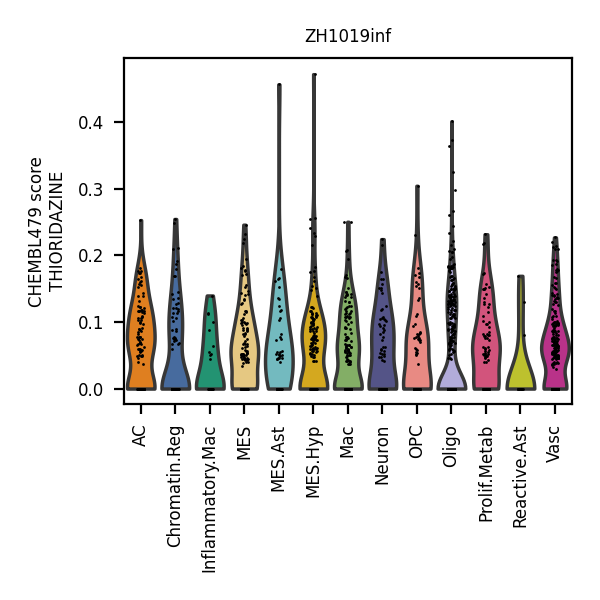 ZH1019inf
CHEMBL479 score
THIORIDAZINE
0.4
0.3
0.2
0.1
0.0
AC
Chromatin.Reg
Inflammatory.Mac
MES
MES.Ast
MES.Hyp
Mac
Neuron
OPC
Oligo
Prolif.Metab
Reactive.Ast
Vasc